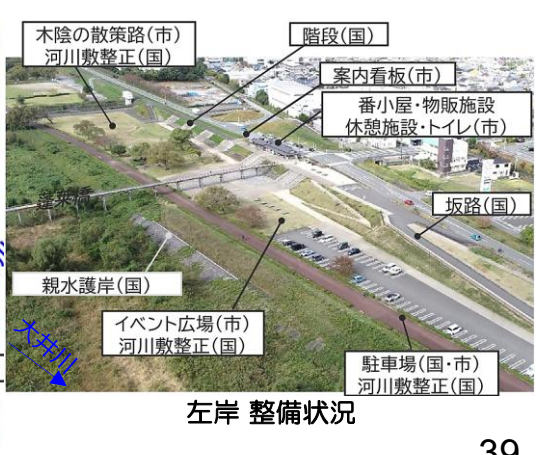 木陰の散策路(市)
河川敷整正(国)
階段(国)
案内看板(市)
番小屋・物販施設
休憩施設・トイレ(市)
蓬莱橋
坂路(国)
親水護岸(国)
イベント広場(市)
河川敷整正(国)
大井川
駐車場(国・市)
河川敷整正(国)
左岸 整備状況
39